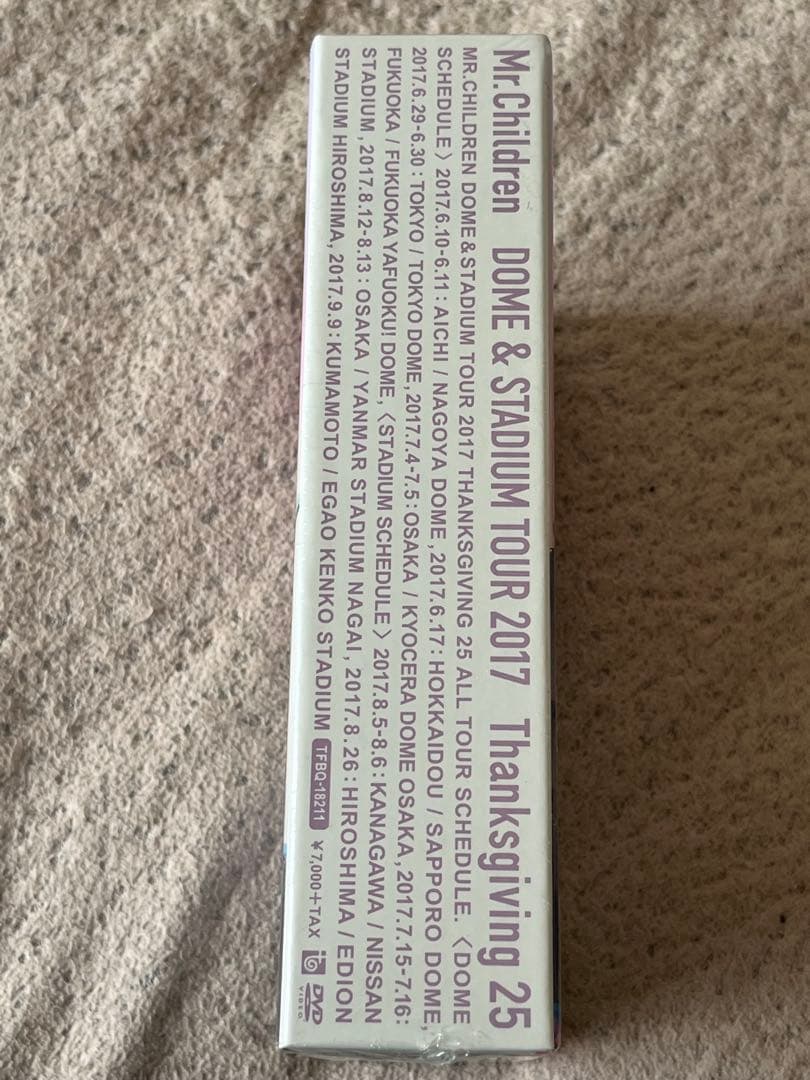 Mr.Children DOME & STADIUM TOUR 2017 Thanksgiving 25
MR.CHILDREN DOME & STADIUM TOUR 2017 THANKSGIVING 25 ALL TOUR SCHEDULE. 〈DOME
SCHEDULE〉2017.6.10-6.11 : AICHI / NAGOYA DOME, 2017.6.17 : HOKKAIDOU / SAPPORO DOME,
2017.6.29-6.30 : TOKYO / TOKYO DOME, 2017.7.4-7.5 : OSAKA / KYOCERA DOME OSAKA, 2017.7.15-7.16 :
FUKUOKA / FUKUOKA YAFUOKU! DOME,〈STADIUM SCHEDULE〉2017.8.5-8.6 : KANAGAWA / NISSAN
STADIUM, 2017.8.12-8.13 : OSAKA / YANMAR STADIUM NAGAI, 2017.8.26 : HIROSHIMA / EDION
STADIUM HIROSHIMA, 2017.9.9 : KUMAMOTO / EGAO KENKO STADIUM TFBQ-18211 ¥7,000+TAX DVD
VIDEO